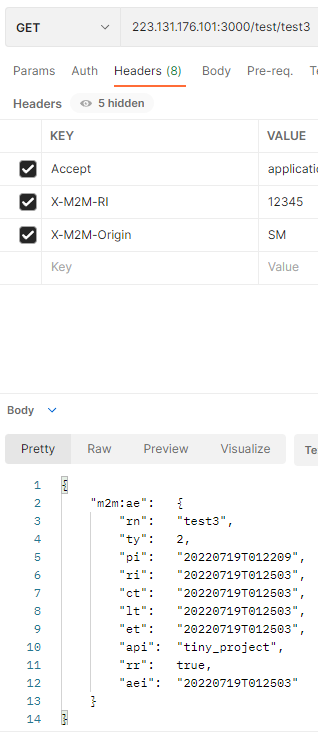 GET 223.131.176.101:3000/test/test3
Params Auth Headers (8) Body Pre-req.
Headers 5 hidden
KEY VALUE
Accept
X-M2M-RI 12345
X-M2M-Origin SM
Key Value
Body
Pretty Raw Preview Visualize Te
1 {
2 "m2m:ae": {
3 "rn": "test3",
4 "ty": 2,
5 "pi": "20220719T012209",
6 "ri": "20220719T012503",
7 "ct": "20220719T012503",
8 "lt": "20220719T012503",
9 "et": "20220719T012503",
10 "api": "tiny_project",
11 "rr": true,
12 "aei": "20220719T012503"
13 }
14 }